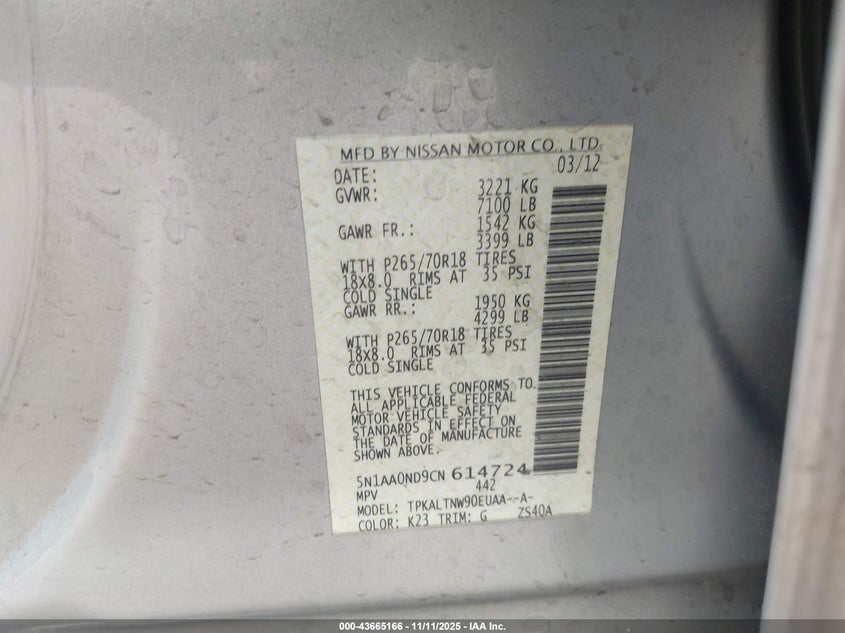 MFD BY NISSAN MOTOR CO., LTD.
DATE: 03/12
GVWR: 3221 KG
7100 LB
GAWR FR.: 1542 KG
3399 LB
WITH P265/70R18 TIRES
18X8.0 RIMS AT 35 PSI
COLD SINGLE
GAWR RR.: 1950 KG
4299 LB
WITH P265/70R18 TIRES
18X8.0 RIMS AT 35 PSI
COLD SINGLE
THIS VEHICLE CONFORMS TO
ALL APPLICABLE FEDERAL
MOTOR VEHICLE SAFETY
STANDARDS IN EFFECT ON
THE DATE OF MANUFACTURE
SHOWN ABOVE.
5N1AA0ND9CN 614724
MPV 442
MODEL: TPKALTNW90EUAA--A-
COLOR: K23 TRIM: G ZS40A
000-43665166 - 11/11/2025 - IAA Inc.